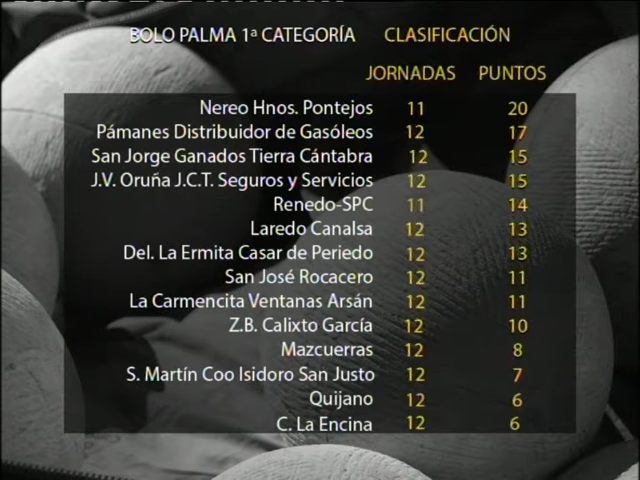 BOLO PALMA 1ª CATEGORÍA CLASIFICACIÓN
JORNADAS PUNTOS
Nereo Hnos. Pontejos 11 20
Pámanes Distribuidor de Gasóleos 12 17
San Jorge Ganados Tierra Cántabra 12 15
J.V. Oruña J.C.T. Seguros y Servicios 12 15
Renedo-SPC 11 14
Laredo Canalsa 12 13
Del. La Ermita Casar de Periedo 12 13
San José Rocacero 12 11
La Carmencita Ventanas Arsán 12 11
Z.B. Calixto García 12 10
Mazcuerras 12 8
S. Martín Coo Isidoro San Justo 12 7
Quijano 12 6
C. La Encina 12 6